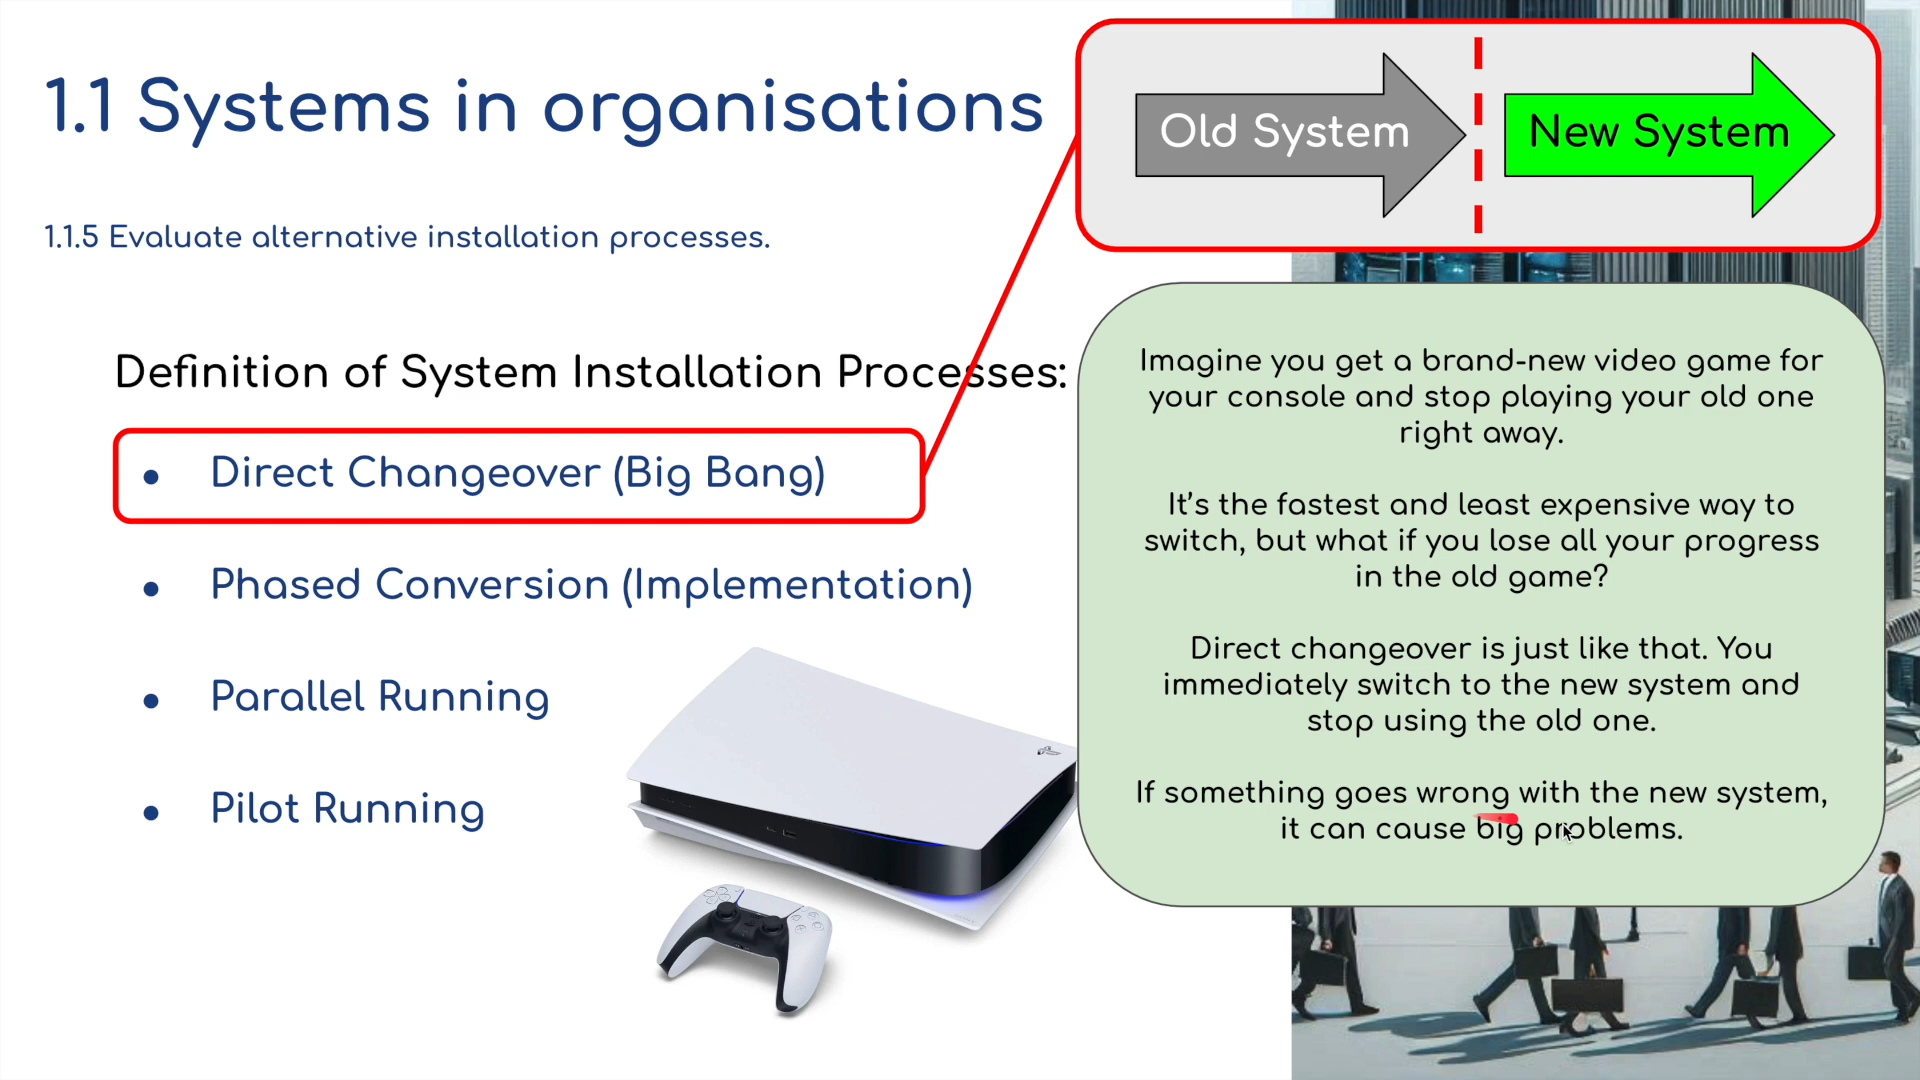 1.1 Systems in organisations
1.1.5 Evaluate alternative installation processes.
Definition of System Installation Processes:
● Direct Changeover (Big Bang)
● Phased Conversion (Implementation)
● Parallel Running
● Pilot Running
Old System
New System
Imagine you get a brand-new video game for
your console and stop playing your old one
right away.
It's the fastest and least expensive way to
switch, but what if you lose all your progress
in the old game?
Direct changeover is just like that. You
immediately switch to the new system and
stop using the old one.
If something goes wrong with the new system,
it can cause big problems.